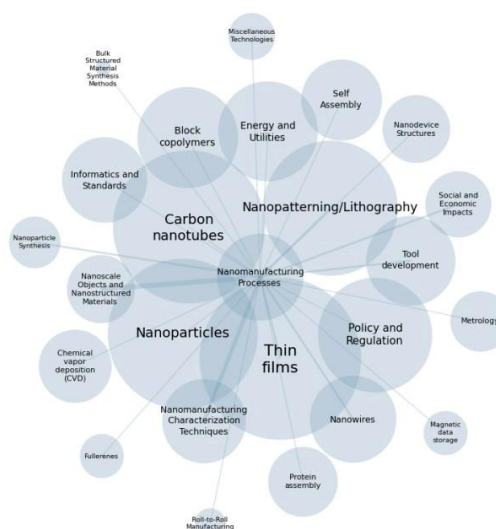 Miscellaneous
Technologies
Bulk
Structured
Material
Synthesis
Methods
Self
Assembly
Block
copolymers
Energy and
Utilities
Nanodevice
Structures
Informatics and
Standards
Carbon
nanotubes
Nanopatterning/Lithography
Social and
Economic
Impacts
Nanoparticle
Synthesis
Tool
development
Nanomanufacturing
Processes
Nanoscale
Objects and
Nanostructured
Materials
Nanoparticles
Policy and
Regulation
Metrology
Chemical
vapor
deposition
(CVD)
Thin
films
Nanomanufacturing
Characterization
Techniques
Nanowires
Magnetic
data
storage
Fullerenes
Protein
assembly
Roll-to-Roll
Manufacturing